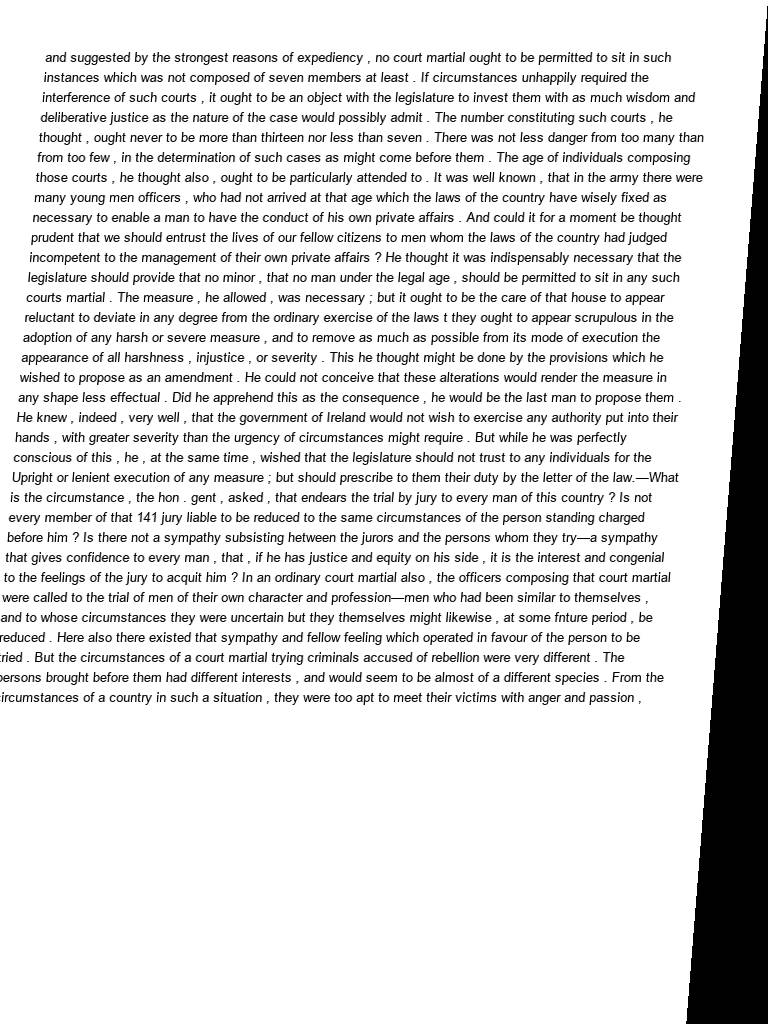 and suggested by the strongest reasons of expediency , no court martial ought to be permitted to sit in such
instances which was not composed of seven members at least . If circumstances unhappily required the
interference of such courts , it ought to be an object with the legislature to invest them with as much wisdom and
deliberative justice as the nature of the case would possibly admit . The number constituting such courts , he
thought , ought never to be more than thirteen nor less than seven . There was not less danger from too many than
from too few , in the determination of such cases as might come before them . The age of individuals composing
those courts , he thought also , ought to be particularly attended to . It was well known , that in the army there were
many young men officers , who had not arrived at that age which the laws of the country have wisely fixed as
necessary to enable a man to have the conduct of his own private affairs . And could it for a moment be thought
prudent that we should entrust the lives of our fellow citizens to men whom the laws of the country had judged
incompetent to the management of their own private affairs ? He thought it was indispensably necessary that the
legislature should provide that no minor , that no man under the legal age , should be permitted to sit in any such
courts martial . The measure , he allowed , was necessary ; but it ought to be the care of that house to appear
reluctant to deviate in any degree from the ordinary exercise of the laws t they ought to appear scrupulous in the
adoption of any harsh or severe measure , and to remove as much as possible from its mode of execution the
appearance of all harshness , injustice , or severity . This he thought might be done by the provisions which he
wished to propose as an amendment . He could not conceive that these alterations would render the measure in
any shape less effectual . Did he apprehend this as the consequence , he would be the last man to propose them .
He knew , indeed , very well , that the government of Ireland would not wish to exercise any authority put into their
hands , with greater severity than the urgency of circumstances might require . But while he was perfectly
conscious of this , he , at the same time , wished that the legislature should not trust to any individuals for the
Upright or lenient execution of any measure ; but should prescribe to them their duty by the letter of the law.—What
is the circumstance , the hon . gent , asked , that endears the trial by jury to every man of this country ? Is not
every member of that 141 jury liable to be reduced to the same circumstances of the person standing charged
before him ? Is there not a sympathy subsisting hetween the jurors and the persons whom they try—a sympathy
that gives confidence to every man , that , if he has justice and equity on his side , it is the interest and congenial
to the feelings of the jury to acquit him ? In an ordinary court martial also , the officers composing that court martial
were called to the trial of men of their own character and profession—men who had been similar to themselves ,
and to whose circumstances they were uncertain but they themselves might likewise , at some fnture period , be
reduced . Here also there existed that sympathy and fellow feeling which operated in favour of the person to be
tried . But the circumstances of a court martial trying criminals accused of rebellion were very different . The
persons brought before them had different interests , and would seem to be almost of a different species . From the
circumstances of a country in such a situation , they were too apt to meet their victims with anger and passion ,